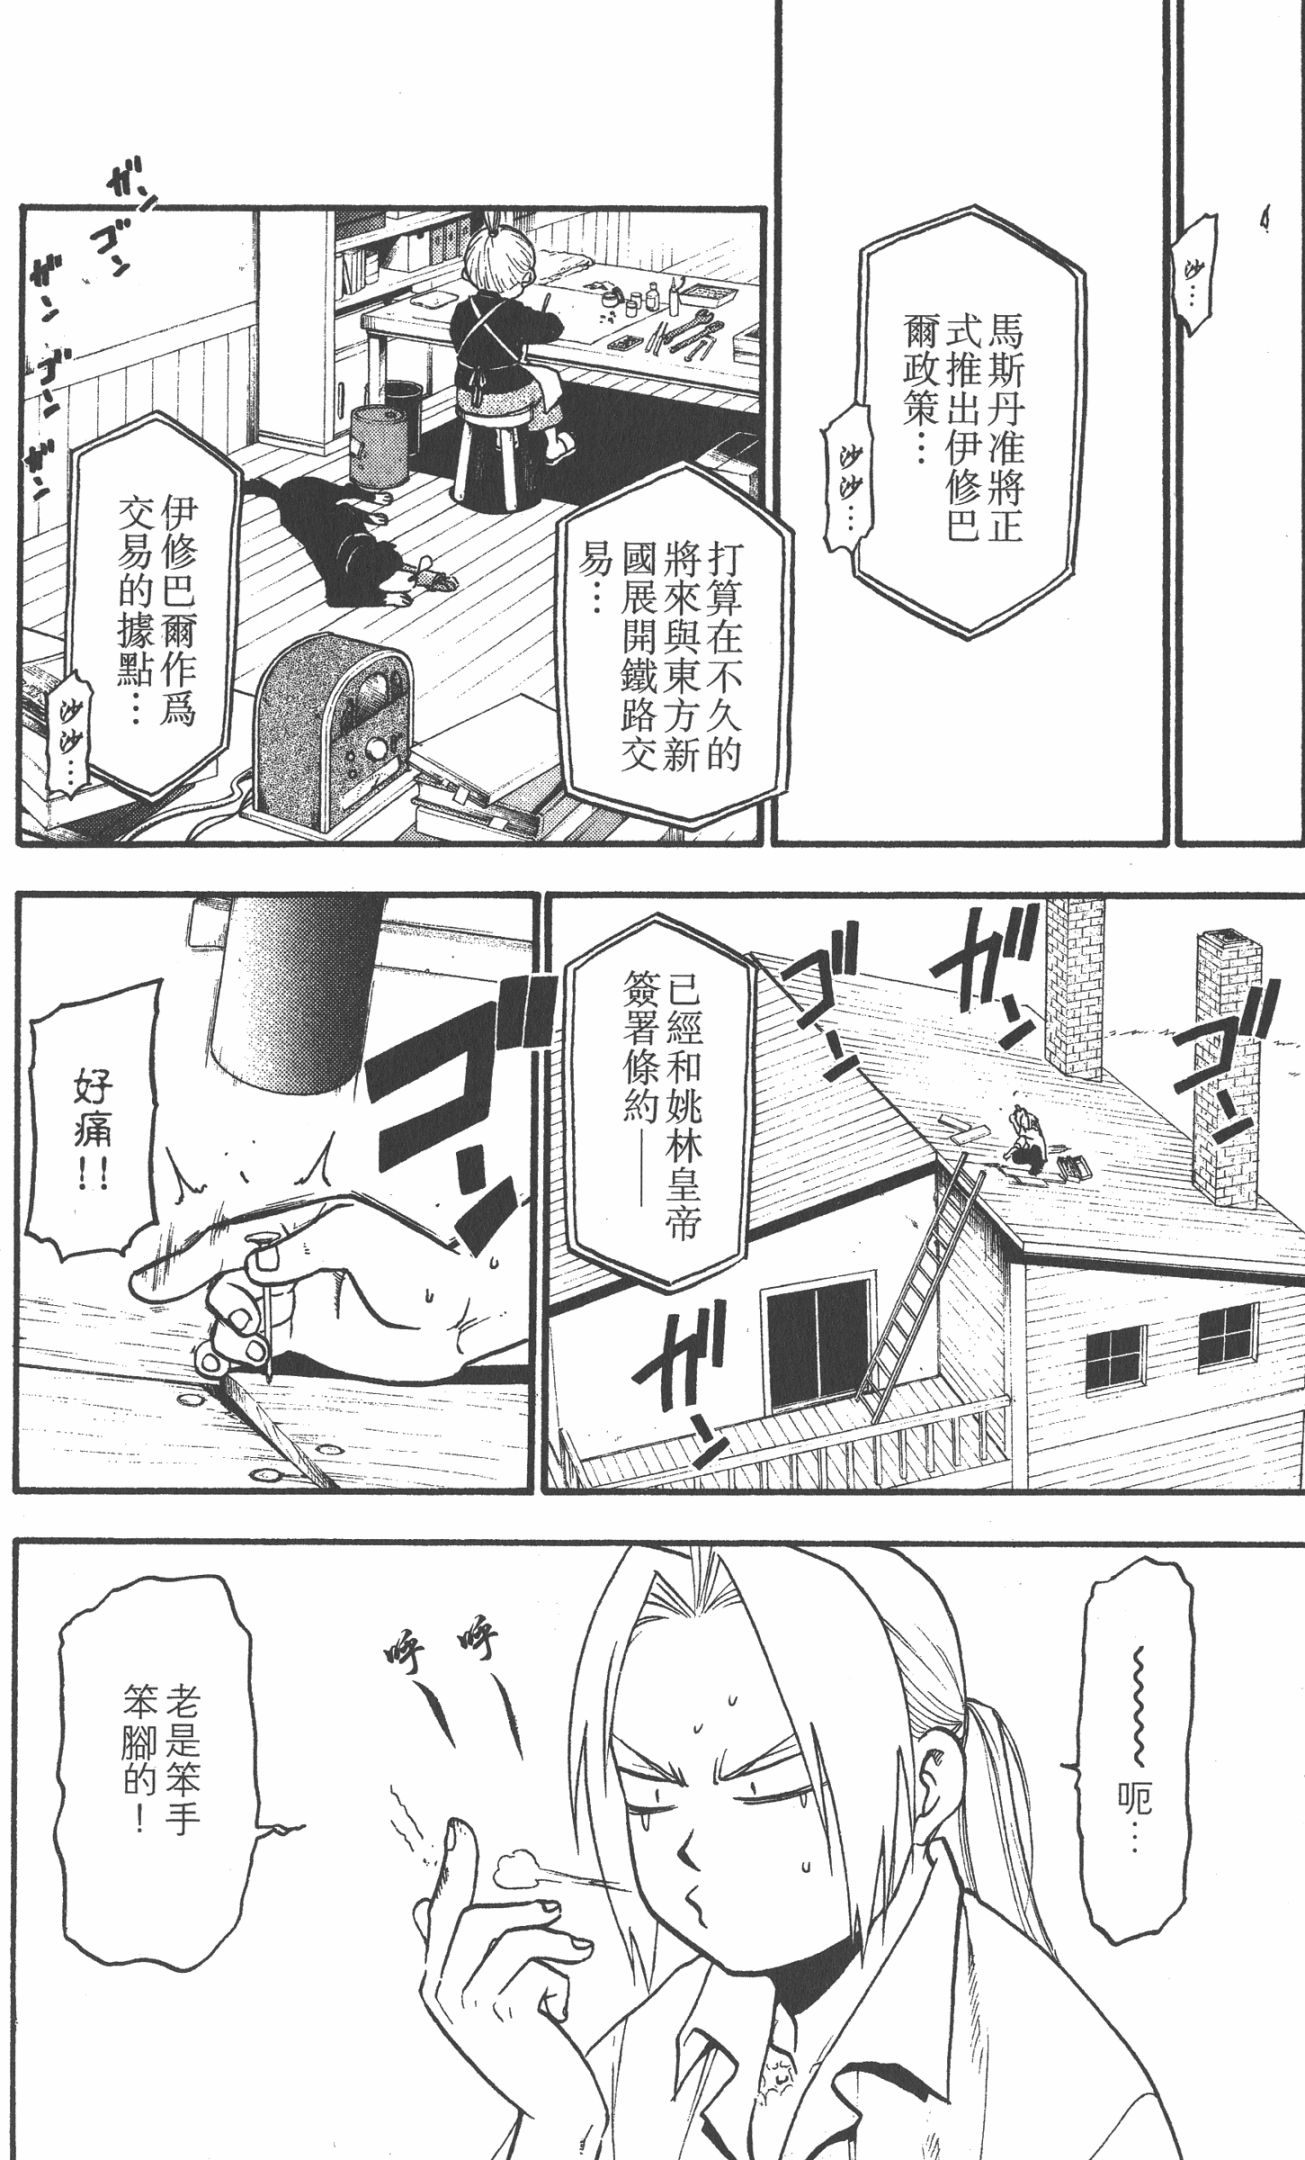 沙…
馬斯丹准將正
式推出伊修巴
爾政策…
沙沙…
打算在不久的
將來與東方新
國展開鐵路交
易…
伊修巴爾作爲
交易的據點…
沙沙…
ガン
ゴン
ガン
ゴン
ガン
ゴン
ガン
ゴン
已經和姚林皇帝
簽署條約——
ガン
ゴン
好痛!!
呃…
呼
呼
老是笨手
笨腳的！